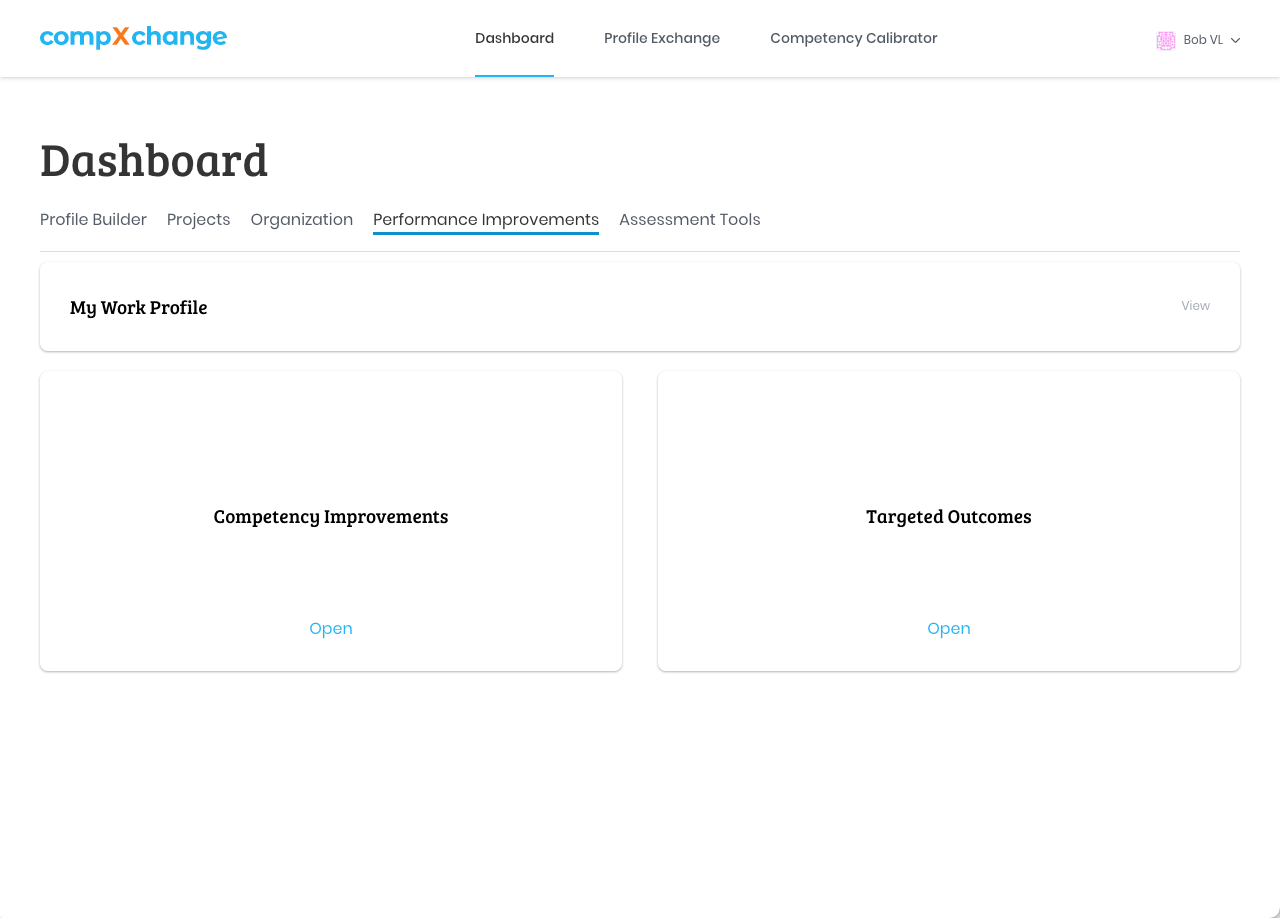 compXchange
Dashboard
Profile Exchange
Competency Calibrator
Bob VL
Dashboard
Profile Builder
Projects
Organization
Performance Improvements
Assessment Tools
My Work Profile
View
Competency Improvements
Open
Targeted Outcomes
Open